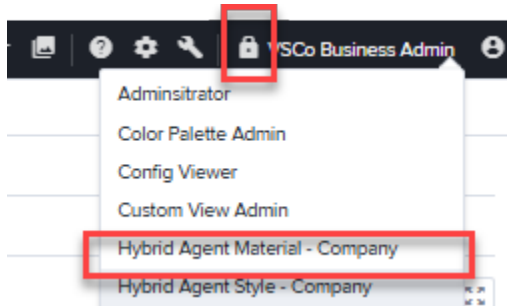 VSCo Business Admin
Adminsitrator
Color Palette Admin
Config Viewer
Custom View Admin
Hybrid Agent Material - Company
Hybrid Agent Style - Company